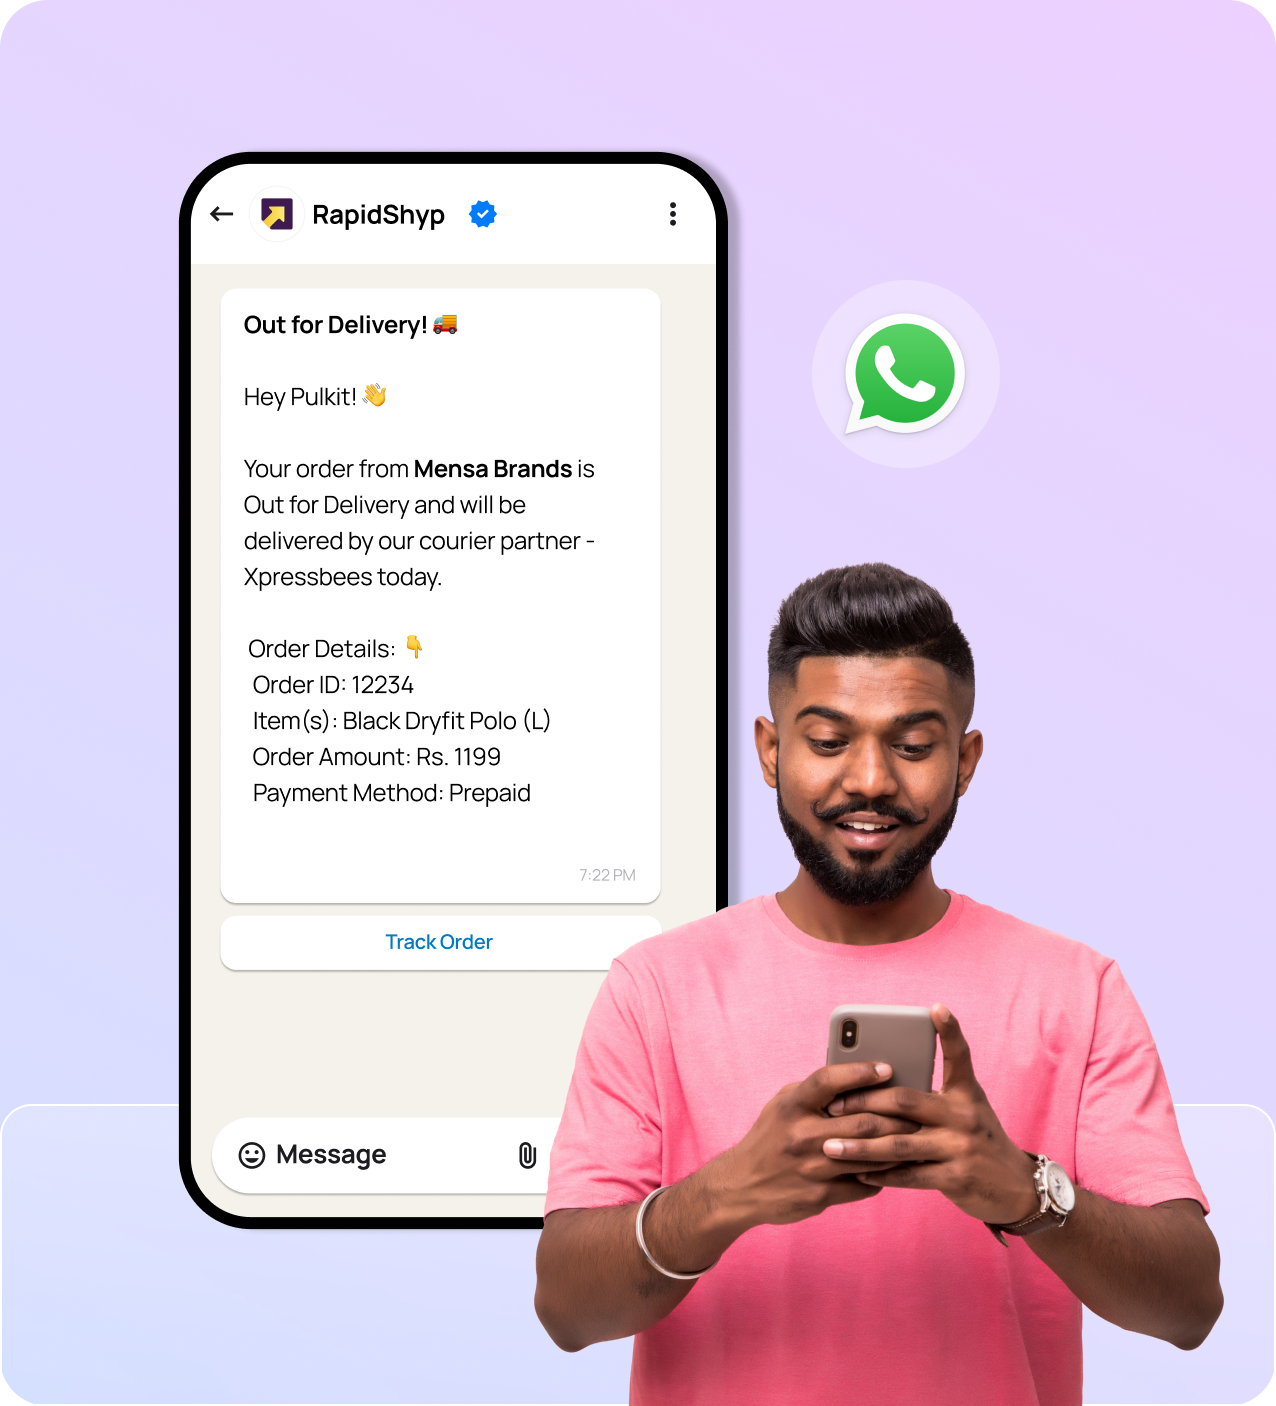 RapidShyp
Out for Delivery! 🚚
Hey Pulkit! 👋
Your order from Mensa Brands is
Out for Delivery and will be
delivered by our courier partner -
Xpressbees today.
Order Details: 👇
Order ID: 12234
Item(s): Black Dryfit Polo (L)
Order Amount: Rs. 1199
Payment Method: Prepaid
7:22 PM
Track Order
Message